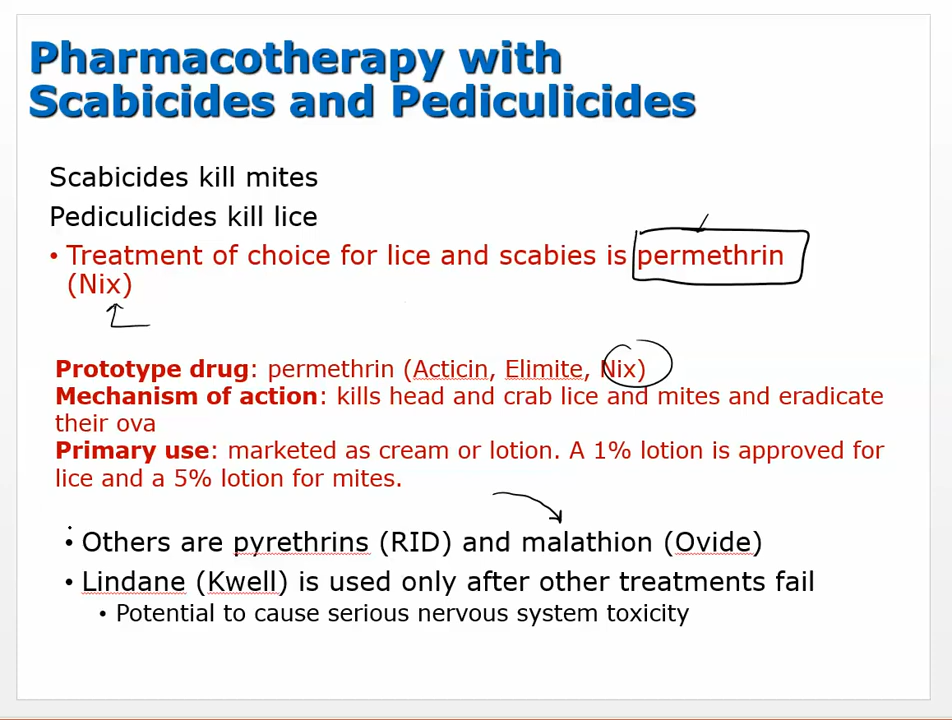 Pharmacotherapy with
Scabicides and Pediculicides
Scabicides kill mites
Pediculicides kill lice
• Treatment of choice for lice and scabies is permethrin
(Nix)
Prototype drug: permethrin (Acticin, Elimite, Nix)
Mechanism of action: kills head and crab lice and mites and eradicate
their ova
Primary use: marketed as cream or lotion. A 1% lotion is approved for
lice and a 5% lotion for mites.
• Others are pyrethrins (RID) and malathion (Ovide)
• Lindane (Kwell) is used only after other treatments fail
• Potential to cause serious nervous system toxicity